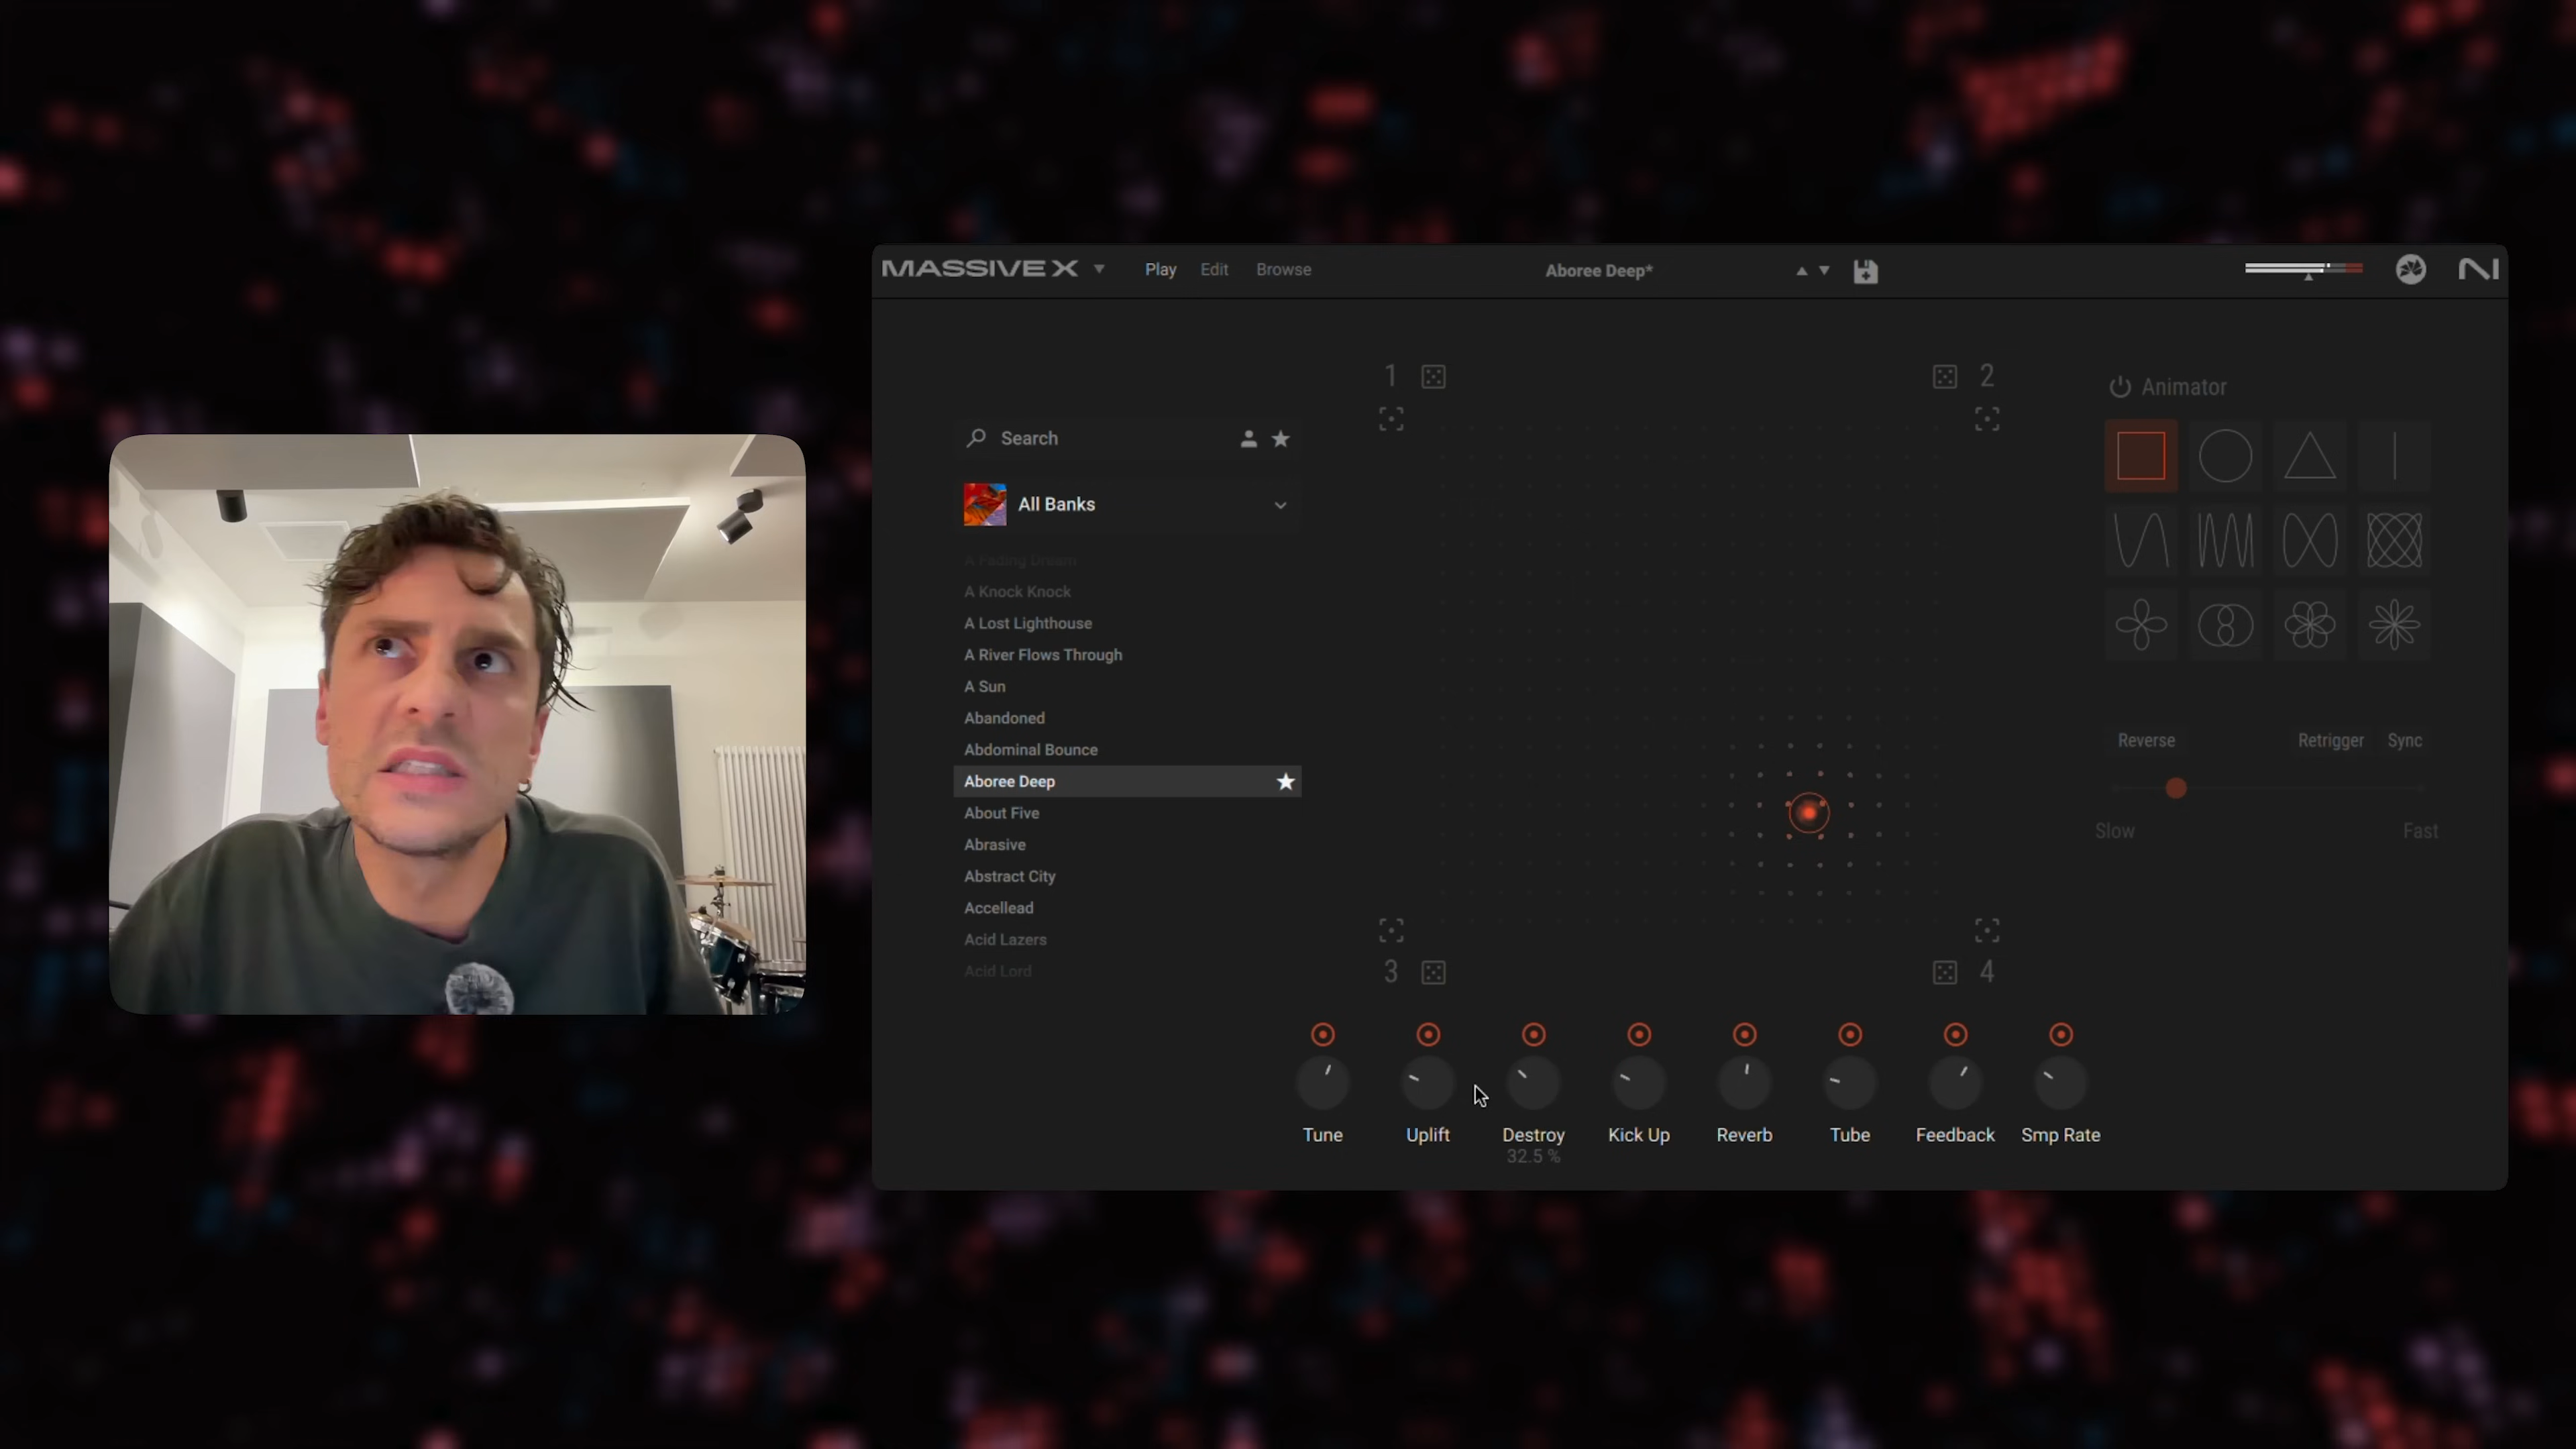 MASSIVE X
Play
Edit
Browse
Aboree Deep*
1
2
Search
All Banks
A Fading Dream
A Knock Knock
A Lost Lighthouse
A River Flows Through
A Sun
Abandoned
Abdominal Bounce
Aboree Deep
About Five
Abrasive
Abstract City
Accellead
Acid Lazers
Acid Lord
3
4
Animator
Reverse
Retrigger
Sync
Slow
Fast
Tune
Uplift
Destroy
32.5 %
Kick Up
Reverb
Tube
Feedback
Smp Rate